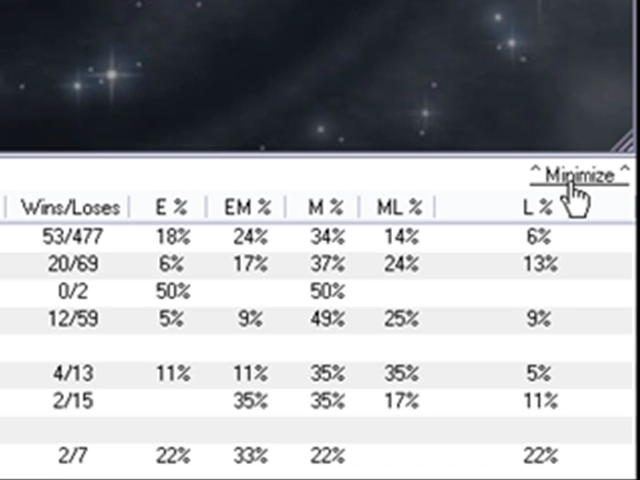 ^ Minimize ^
Wins/Loses E % EM % M % ML % L %
53/477 18% 24% 34% 14% 6%
20/69 6% 17% 37% 24% 13%
0/2 50% 50%
12/59 5% 9% 49% 25% 9%
4/13 11% 11% 35% 35% 5%
2/15 35% 35% 17% 11%
2/7 22% 33% 22% 22%